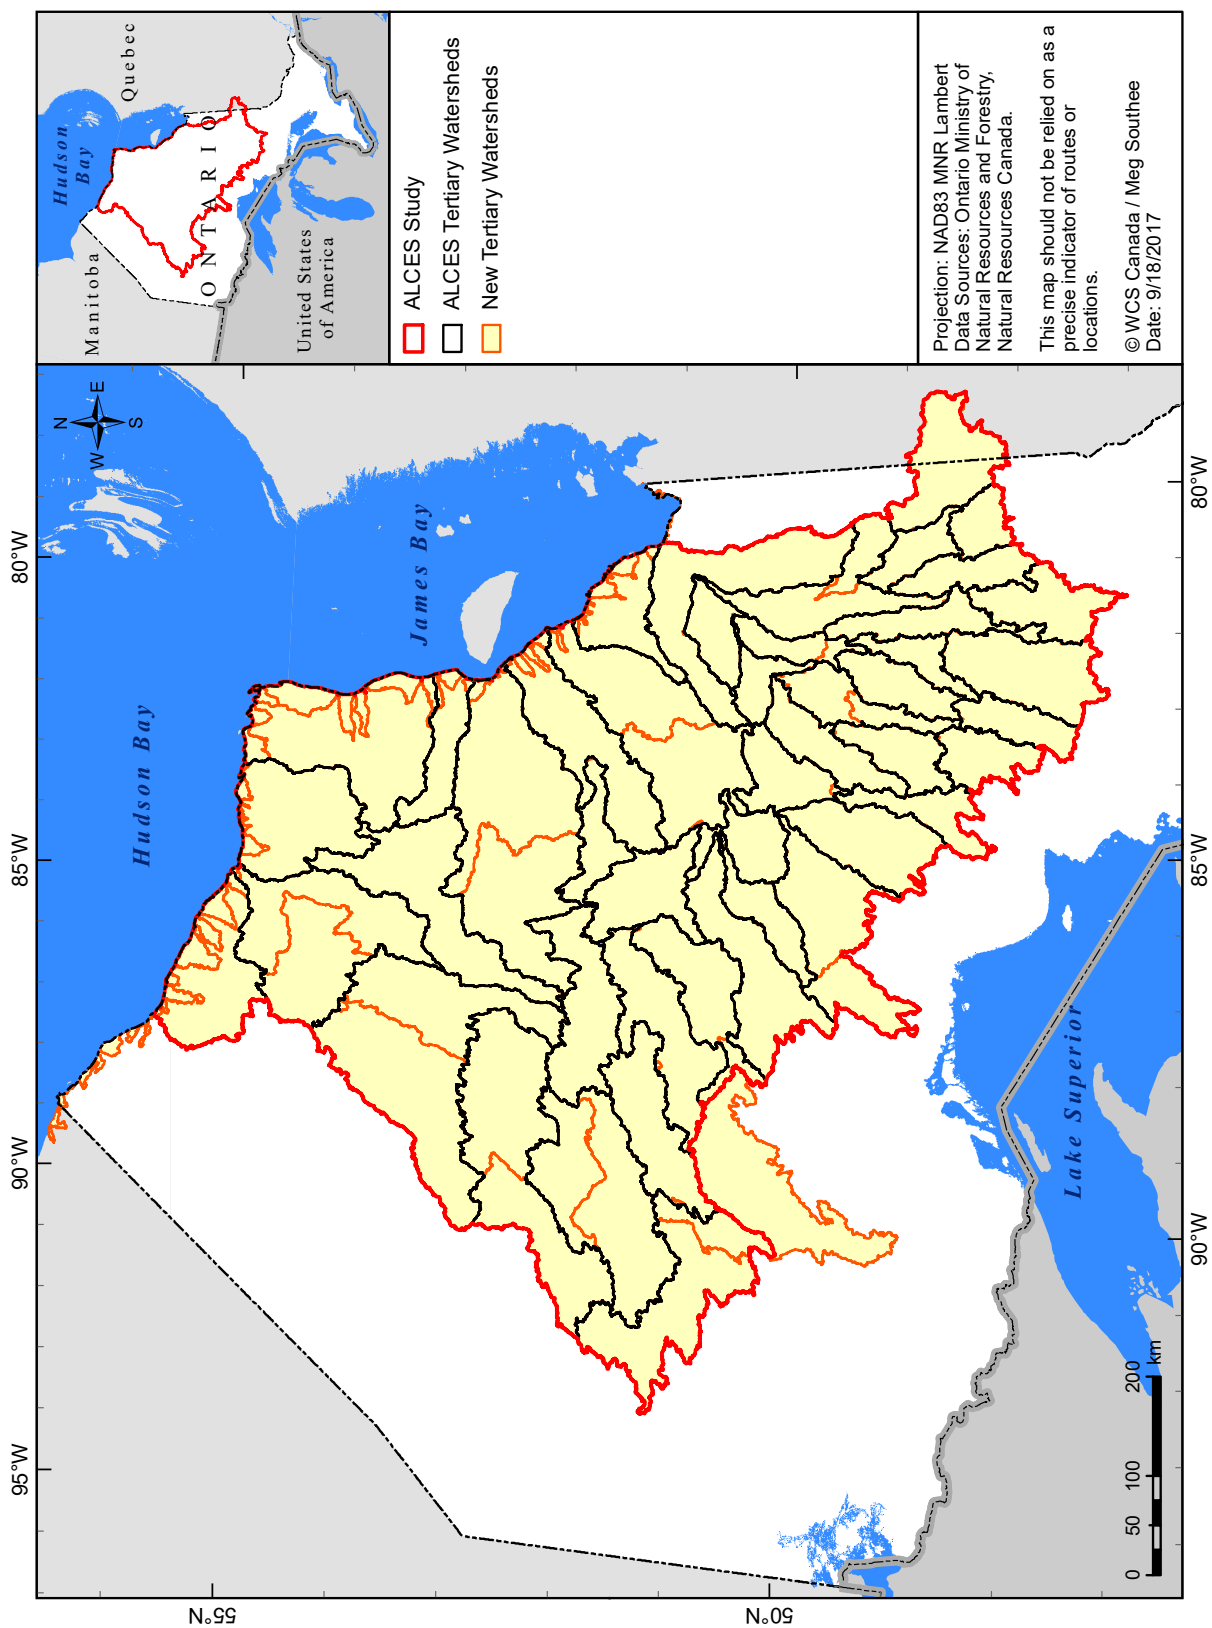 Hudson
Bay
Quebec
Manitoba
ONTARIO
United States
of America
ALCES Study
ALCES Tertiary Watersheds
New Tertiary Watersheds
Projection: NAD83 MNR Lambert
Data Sources: Ontario Ministry of
Natural Resources and Forestry,
Natural Resources Canada.
This map should not be relied on as a
precise indicator of routes or
locations.
© WCS Canada / Meg Southee
Date: 9/18/2017
95°W
90°W
85°W
80°W
N
W
E
S
Hudson Bay
James Bay
Lake Superior
55°N
50°N
0
50
100
200
km
90°W
85°W
80°W